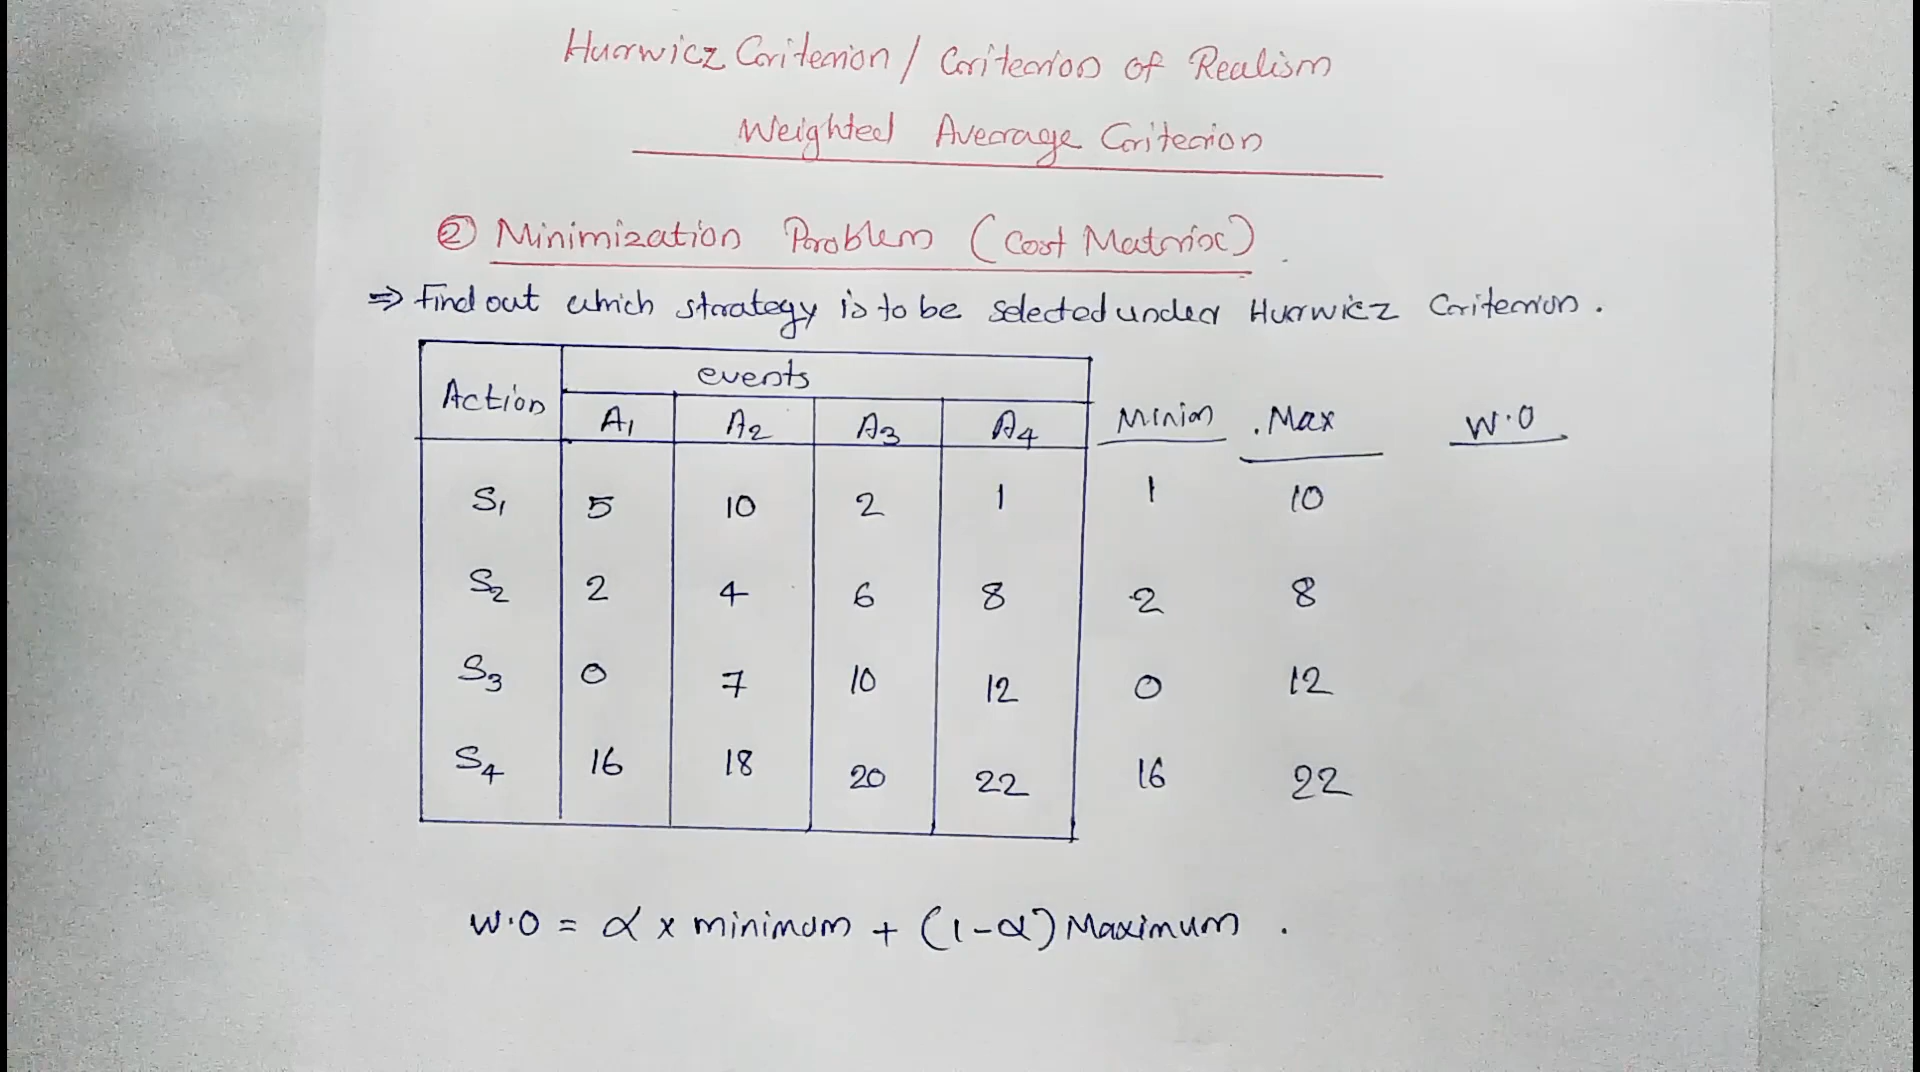 Hurwicz Criterion / Criterion of Realism
Weighted Average Criterion
② Minimization Problem (Cost Matrix)
⇒ Find out which strategy is to be selected under Hurwicz Criterion.
Action events
A1 A2 A3 A4 Minim Max W.O
S1 5 10 2 1 1 10
S2 2 4 6 8 2 8
S3 0 7 10 12 0 12
S4 16 18 20 22 16 22
W.O = α x minimum + (1-α) Maximum.